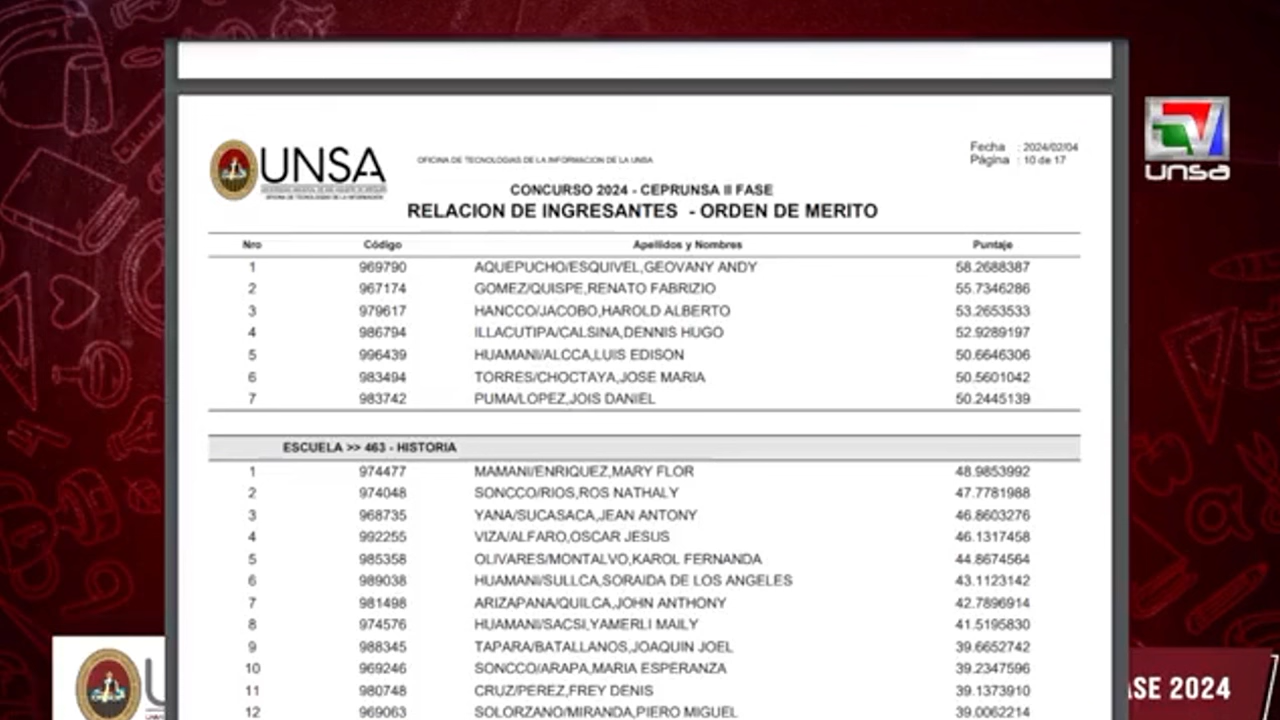 UNSA
OFICINA DE TECNOLOGIAS DE LA INFORMACION DE LA UNSA
Fecha : 2024/02/04
Página : 10 de 17
CONCURSO 2024 - CEPRUNSA II FASE
RELACION DE INGRESANTES - ORDEN DE MERITO
unsa
Nro Código Apellidos y Nombres Puntaje
1 969790 AQUEPUCHO/ESQUIVEL,GEOVANY ANDY 58.2688387
2 967174 GOMEZ/QUISPE,RENATO FABRIZIO 55.7346286
3 979617 HANCCO/JACOBO,HAROLD ALBERTO 53.2653533
4 986794 ILLACUTIPA/CALSINA,DENNIS HUGO 52.9289197
5 996439 HUAMANI/ALCCA,LUIS EDISON 50.6646306
6 983494 TORRES/CHOCTAYA,JOSE MARIA 50.5601042
7 983742 PUMA/LOPEZ,JOIS DANIEL 50.2445139
ESCUELA >> 463 - HISTORIA
1 974477 MAMANI/ENRIQUEZ,MARY FLOR 48.9853992
2 974048 SONCCO/RIOS,ROS NATHALY 47.7781988
3 968735 YANA/SUCASACA,JEAN ANTONY 46.8603276
4 992255 VIZA/ALFARO,OSCAR JESUS 46.1317458
5 985358 OLIVARES/MONTALVO,KAROL FERNANDA 44.8674564
6 989038 HUAMANI/SULLCA,SORAIDA DE LOS ANGELES 43.1123142
7 981498 ARIZAPANA/QUILCA,JOHN ANTHONY 42.7896914
8 974576 HUAMANI/SACSI,YAMERLI MAILY 41.5195830
9 988345 TAPARA/BATALLANOS,JOAQUIN JOEL 39.6652742
10 969246 SONCCO/ARAPA,MARIA ESPERANZA 39.2347596
11 980748 CRUZ/PEREZ,FREY DENIS 39.1373910
12 969063 SOLORZANO/MIRANDA,PIERO MIGUEL 39.0062214
ASE 2024